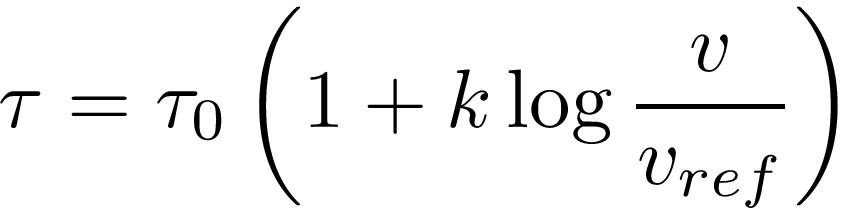 τ = τ₀ (1 + k log v / v_ref)